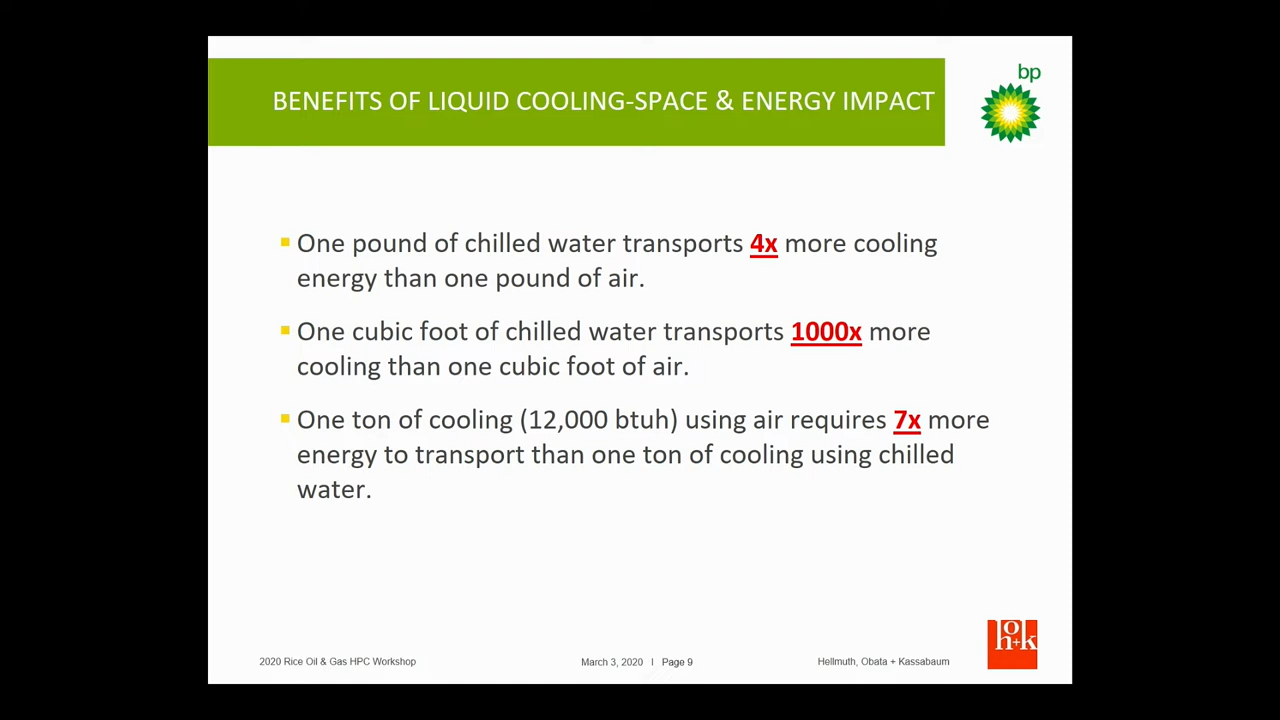 bp
BENEFITS OF LIQUID COOLING-SPACE & ENERGY IMPACT
One pound of chilled water transports 4x more cooling
energy than one pound of air.
One cubic foot of chilled water transports 1000x more
cooling than one cubic foot of air.
One ton of cooling (12,000 btuh) using air requires 7x more
energy to transport than one ton of cooling using chilled
water.
2020 Rice Oil & Gas HPC Workshop
March 3, 2020 I Page 9
Hellmuth, Obata + Kassabaum
ho+k